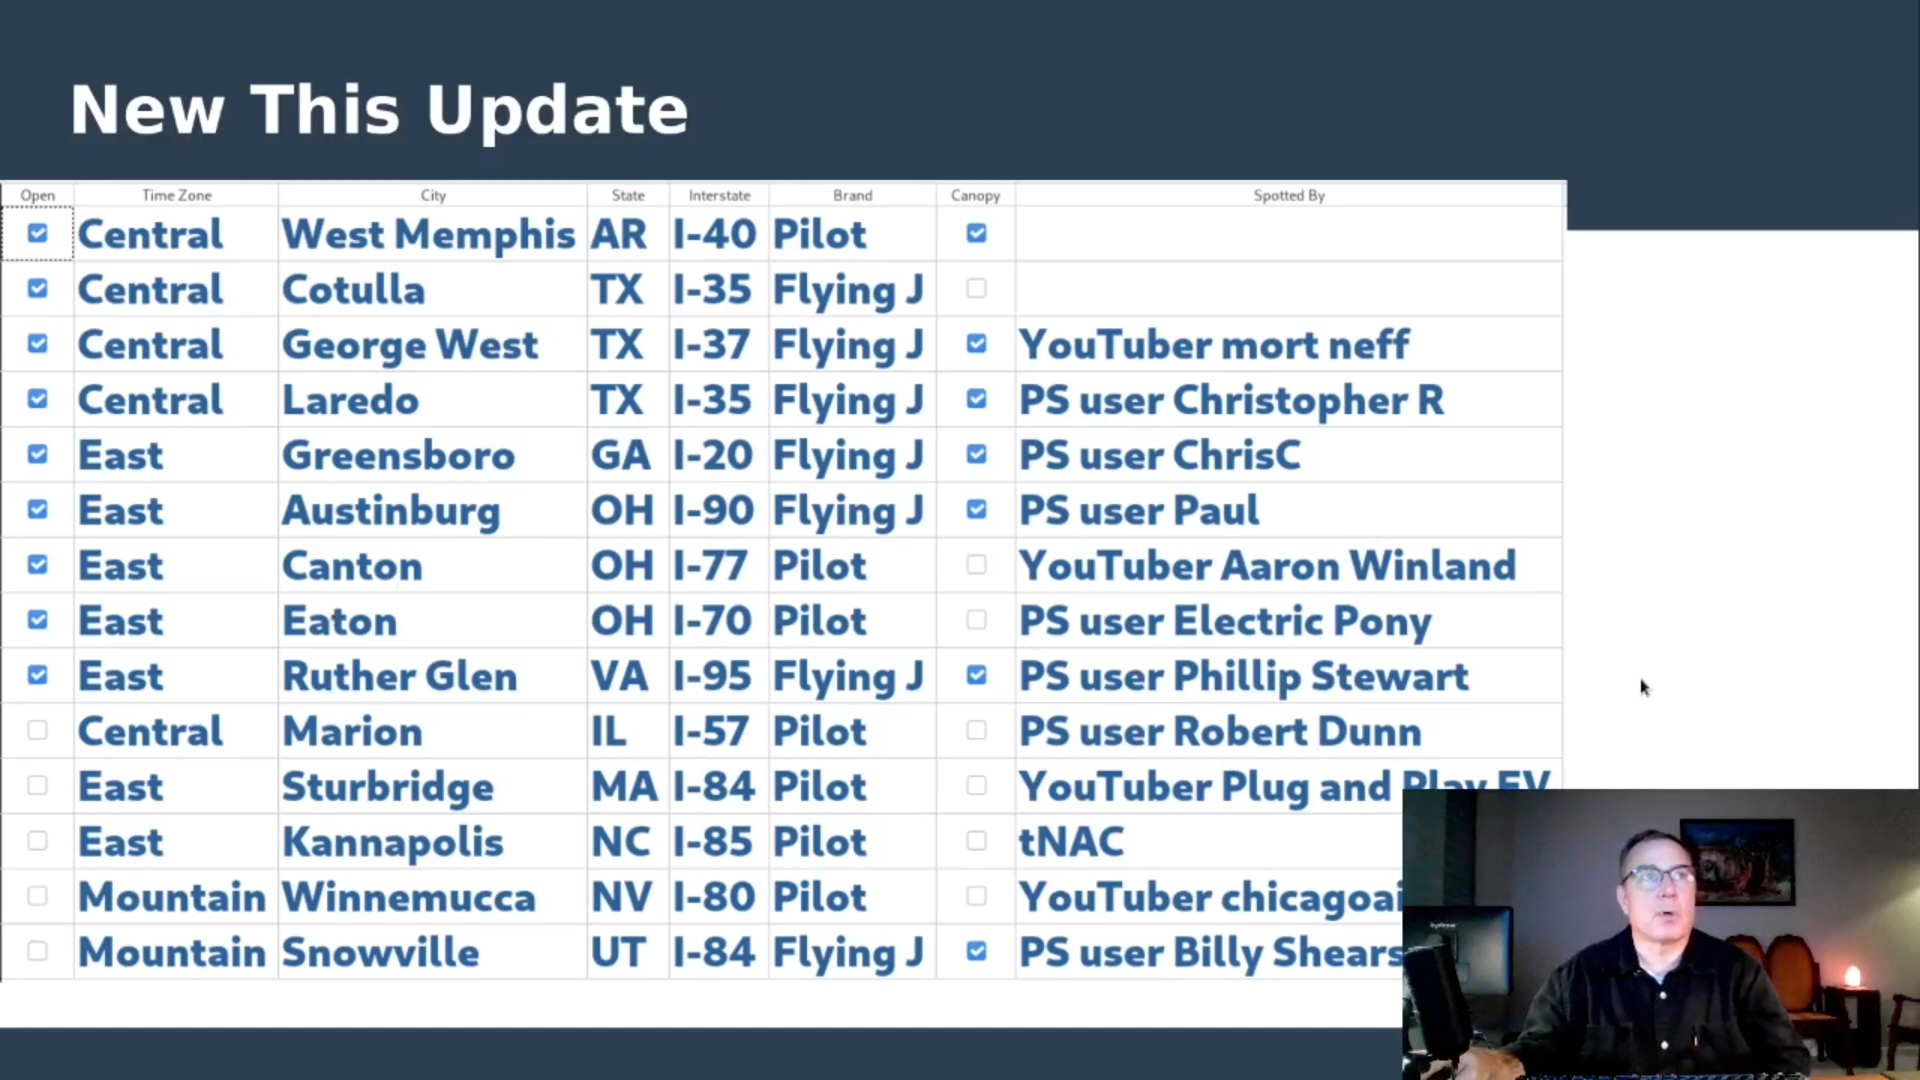 New This Update
Open Time Zone City State Interstate Brand Canopy Spotted By
Central West Memphis AR I-40 Pilot
Central Cotulla TX I-35 Flying J
Central George West TX I-37 Flying J YouTuber mort neff
Central Laredo TX I-35 Flying J PS user Christopher R
East Greensboro GA I-20 Flying J PS user ChrisC
East Austinburg OH I-90 Flying J PS user Paul
East Canton OH I-77 Pilot YouTuber Aaron Winland
East Eaton OH I-70 Pilot PS user Electric Pony
East Ruther Glen VA I-95 Flying J PS user Phillip Stewart
Central Marion IL I-57 Pilot PS user Robert Dunn
East Sturbridge MA I-84 Pilot YouTuber Plug and Play EV
East Kannapolis NC I-85 Pilot tNAC
Mountain Winnemucca NV I-80 Pilot YouTuber
Mountain Snowville UT I-84 Flying J PS user Billy Shears